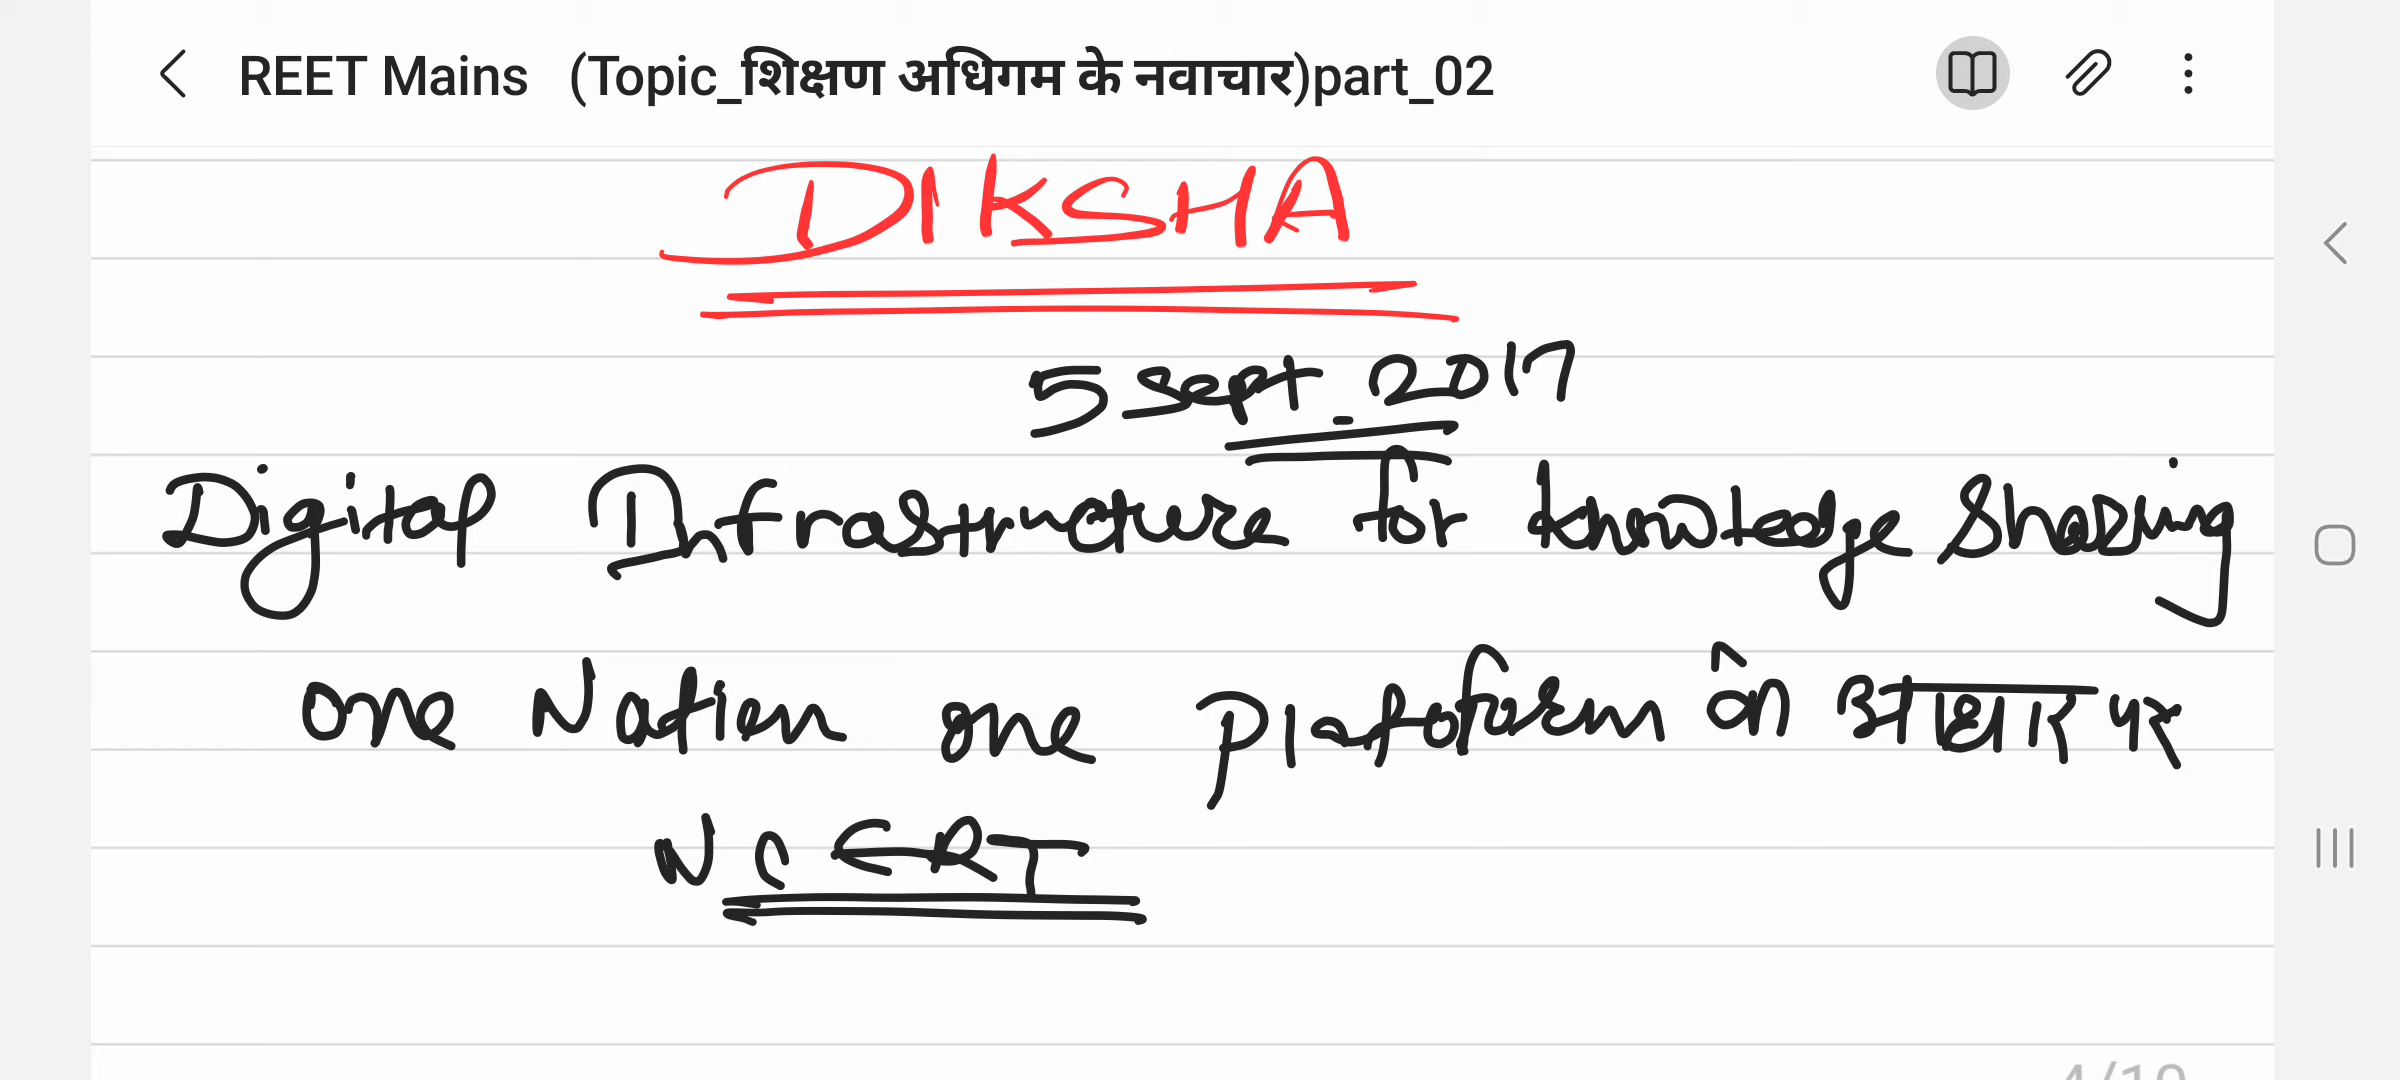 REET Mains (Topic_शिक्षण अधिगम के नवाचार)part_02
DIKSHA
5 Sept. 2017
Digital Infrastructure for knowledge Sharing
one Nation one Platoform के आधार पर
NCERT